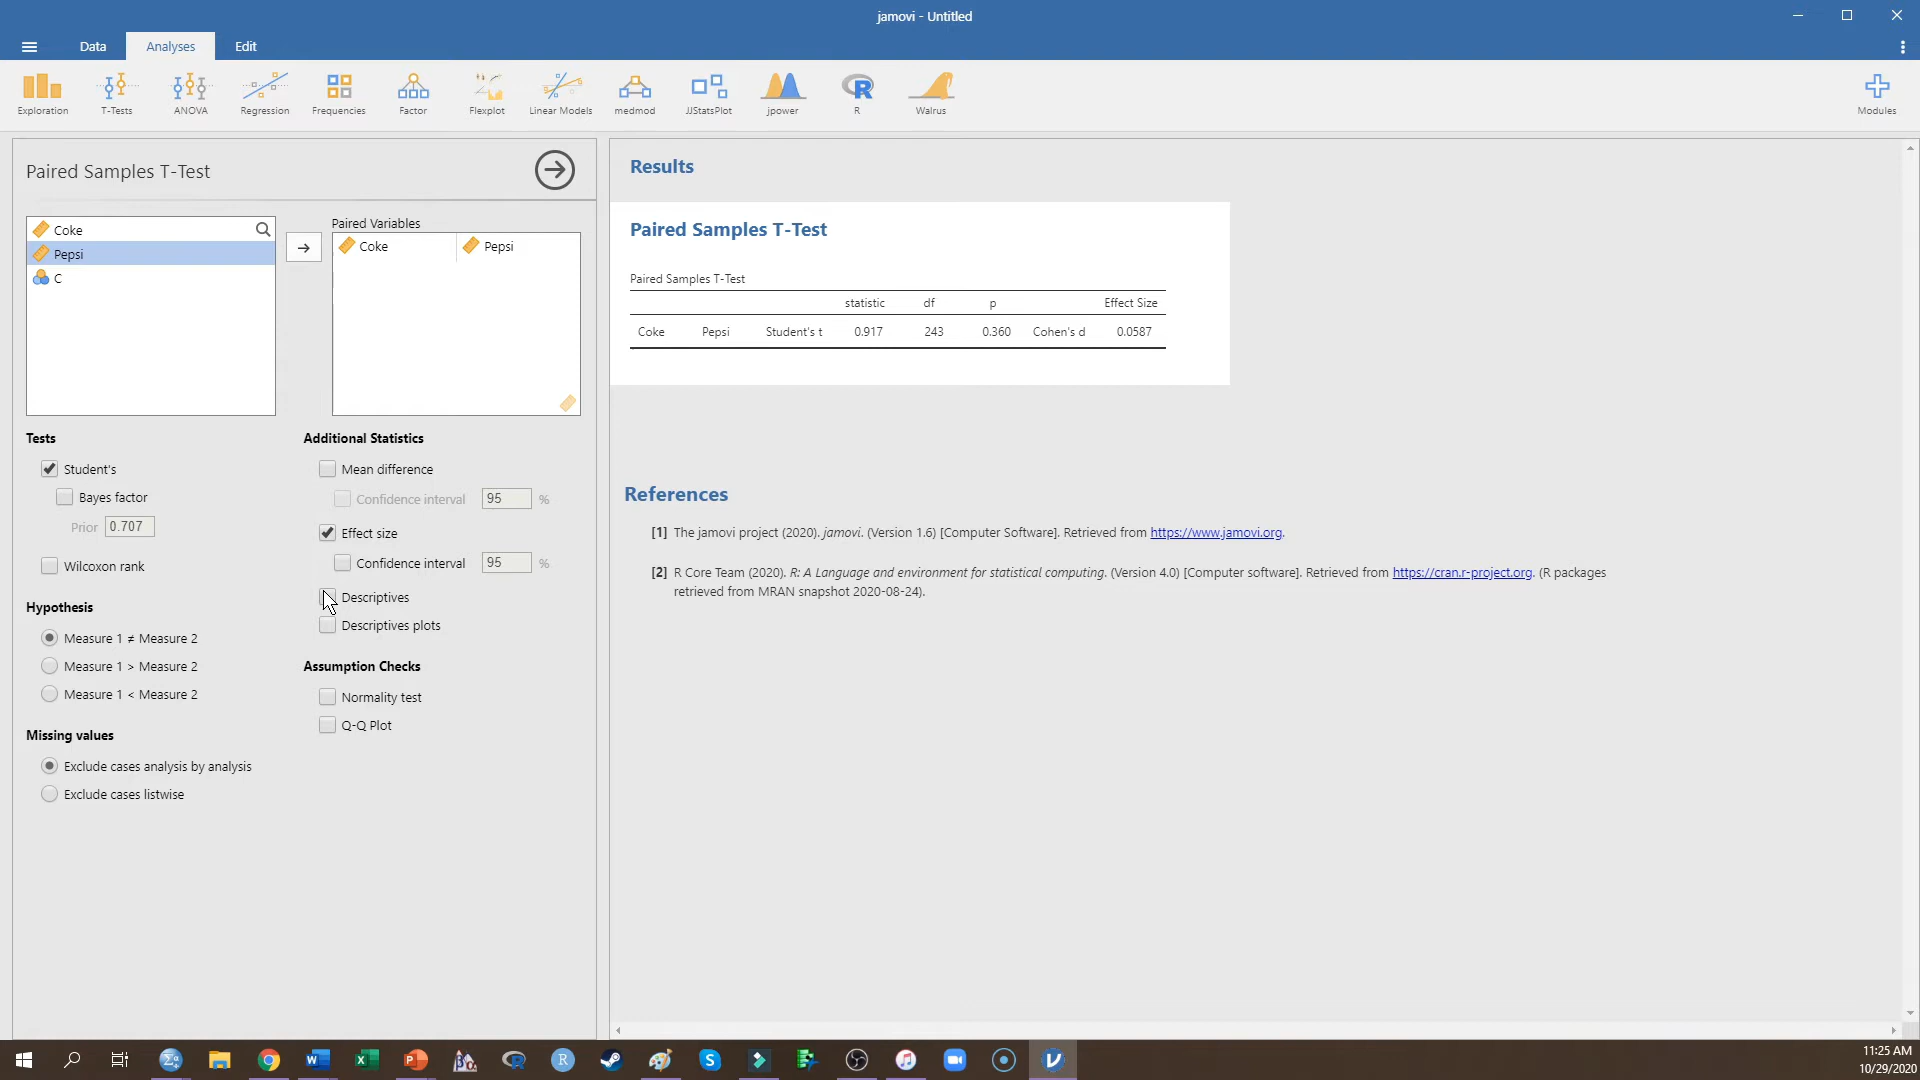 jamovi - Untitled
Data Analyses Edit
Exploration T-Tests ANOVA Regression Frequencies Factor Flexplot Linear Models medmod JJStatsPlot jpower R Walrus Modules
Paired Samples T-Test
Coke
Pepsi
C
Paired Variables
Coke Pepsi
Tests
Student's
Bayes factor
Prior 0.707
Wilcoxon rank
Hypothesis
Measure 1 ≠ Measure 2
Measure 1 > Measure 2
Measure 1 < Measure 2
Missing values
Exclude cases analysis by analysis
Exclude cases listwise
Additional Statistics
Mean difference
Confidence interval 95 %
Effect size
Confidence interval 95 %
Descriptives
Descriptives plots
Assumption Checks
Normality test
Q-Q Plot
Results
Paired Samples T-Test
Paired Samples T-Test
statistic df p Effect Size
Coke Pepsi Student's t 0.917 243 0.360 Cohen's d 0.0587
References
[1] The jamovi project (2020). jamovi. (Version 1.6) [Computer Software]. Retrieved from https://www.jamovi.org.
[2] R Core Team (2020). R: A Language and environment for statistical computing. (Version 4.0) [Computer software]. Retrieved from https://cran.r-project.org. (R packages
retrieved from MRAN snapshot 2020-08-24).
11:25 AM
10/29/2020